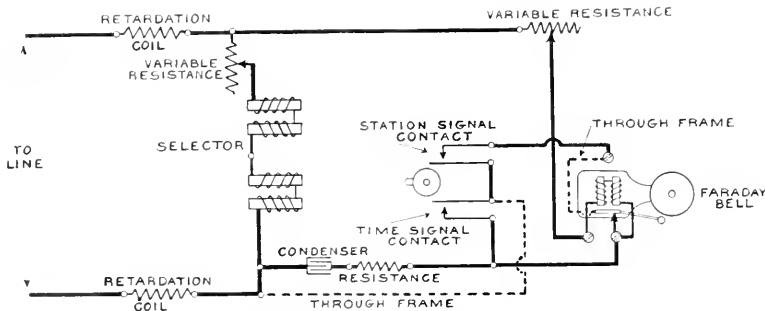 RETARDATION
COIL
VARIABLE RESISTANCE
VARIABLE
RESISTANCE
TO
LINE
SELECTOR
STATION SIGNAL
CONTACT
THROUGH FRAME
FARADAY
BELL
TIME SIGNAL
CONTACT
CONDENSER
RESISTANCE
RETARDATION
COIL
THROUGH FRAME